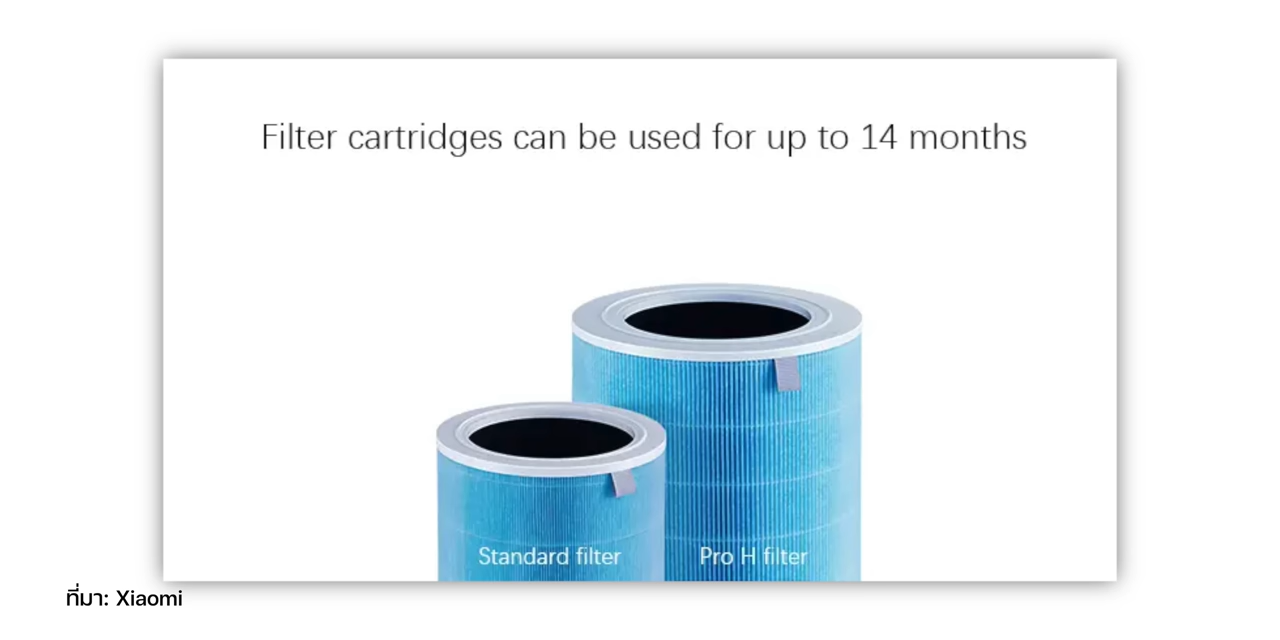 Filter cartridges can be used for up to 14 months
Standard filter
Pro H filter
ที่มา: Xiaomi